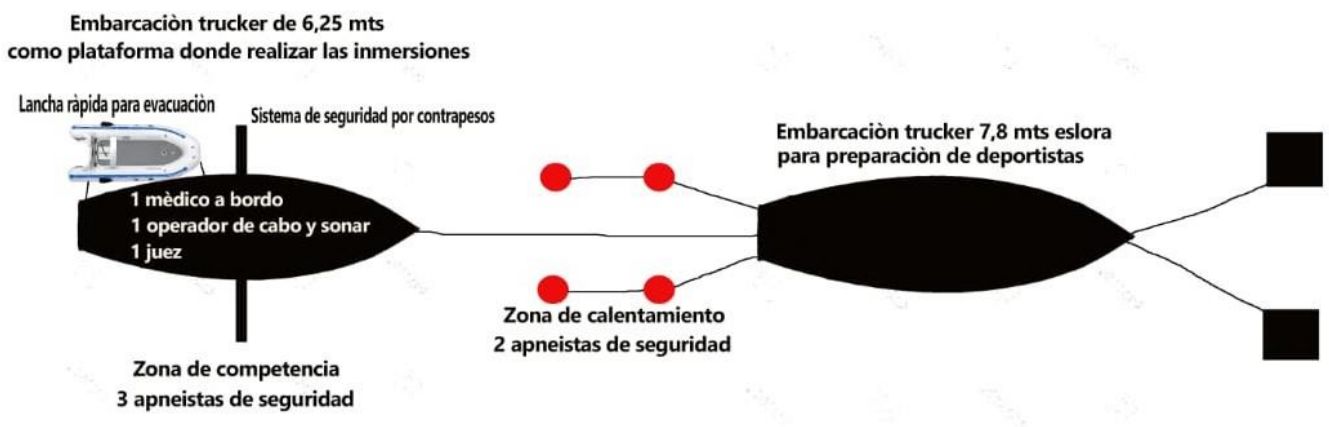 Embarcaciòn trucker de 6,25 mts
como plataforma donde realizar las inmersiones
Lancha ràpida para evacuaciòn
Sistema de seguridad por contrapesos
1 mèdico a bordo
1 operador de cabo y sonar
1 juez
Zona de competencia
3 apneistas de seguridad
Zona de calentamiento
2 apneistas de seguridad
Embarcaciòn trucker 7,8 mts eslora
para preparaciòn de deportistas